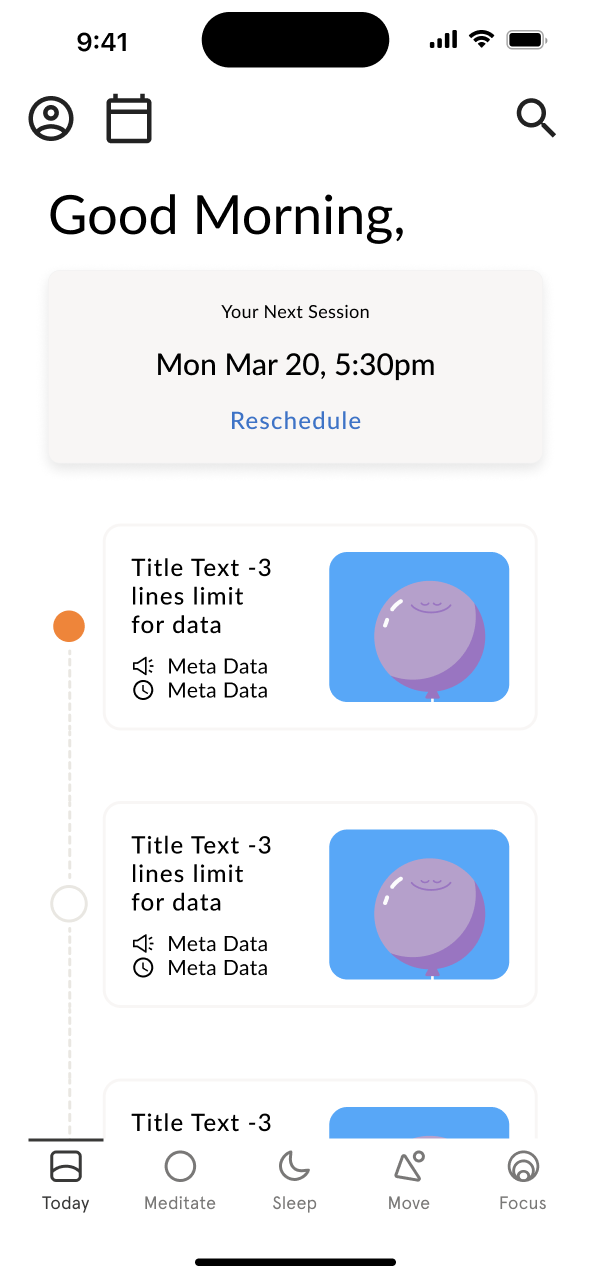 9:41
Good Morning,
Your Next Session
Mon Mar 20, 5:30pm
Reschedule
Title Text -3
lines limit
for data
Meta Data
Meta Data
Title Text -3
lines limit
for data
Meta Data
Meta Data
Title Text -3
Today Meditate Sleep Move Focus